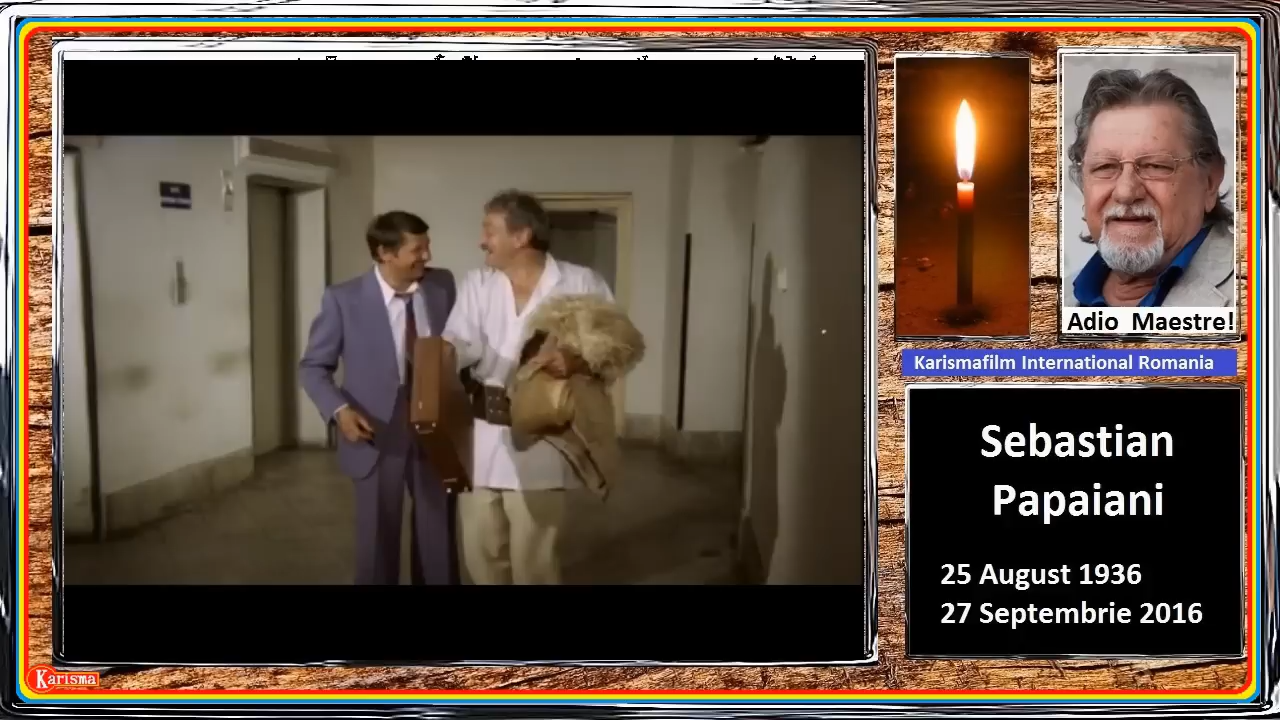 Adio Maestre!
Karismafilm International Romania
Sebastian
Papaiani
25 August 1936
27 Septembrie 2016
Karisma